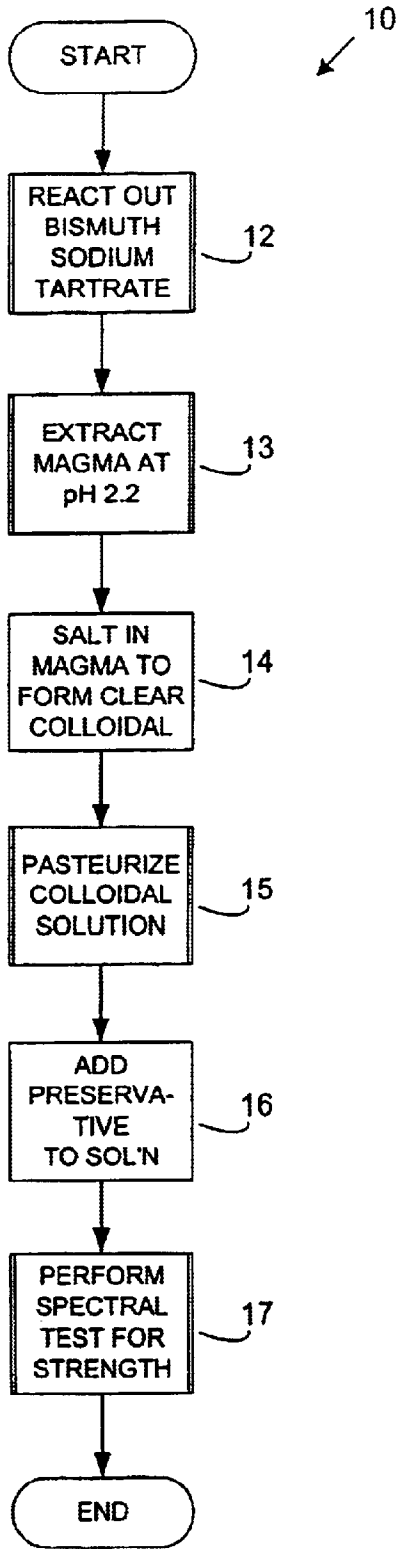 START
10
REACT OUT
BISMUTH
SODIUM
TARTRATE
12
EXTRACT
MAGMA AT
pH 2.2
13
SALT IN
MAGMA TO
FORM CLEAR
COLLOIDAL
14
PASTEURIZE
COLLOIDAL
SOLUTION
15
ADD
PRESERVA-
TIVE
TO SOL'N
16
PERFORM
SPECTRAL
TEST FOR
STRENGTH
17
END